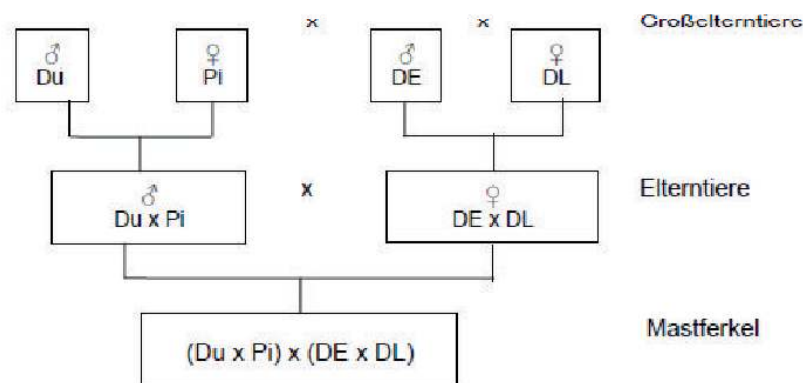 x x Großelterntiere
♂ ♀ ♂ ♀
Du Pi DE DL
♂ x ♀ Elterntiere
Du x Pi DE x DL
(Du x Pi) x (DE x DL) Mastferkel